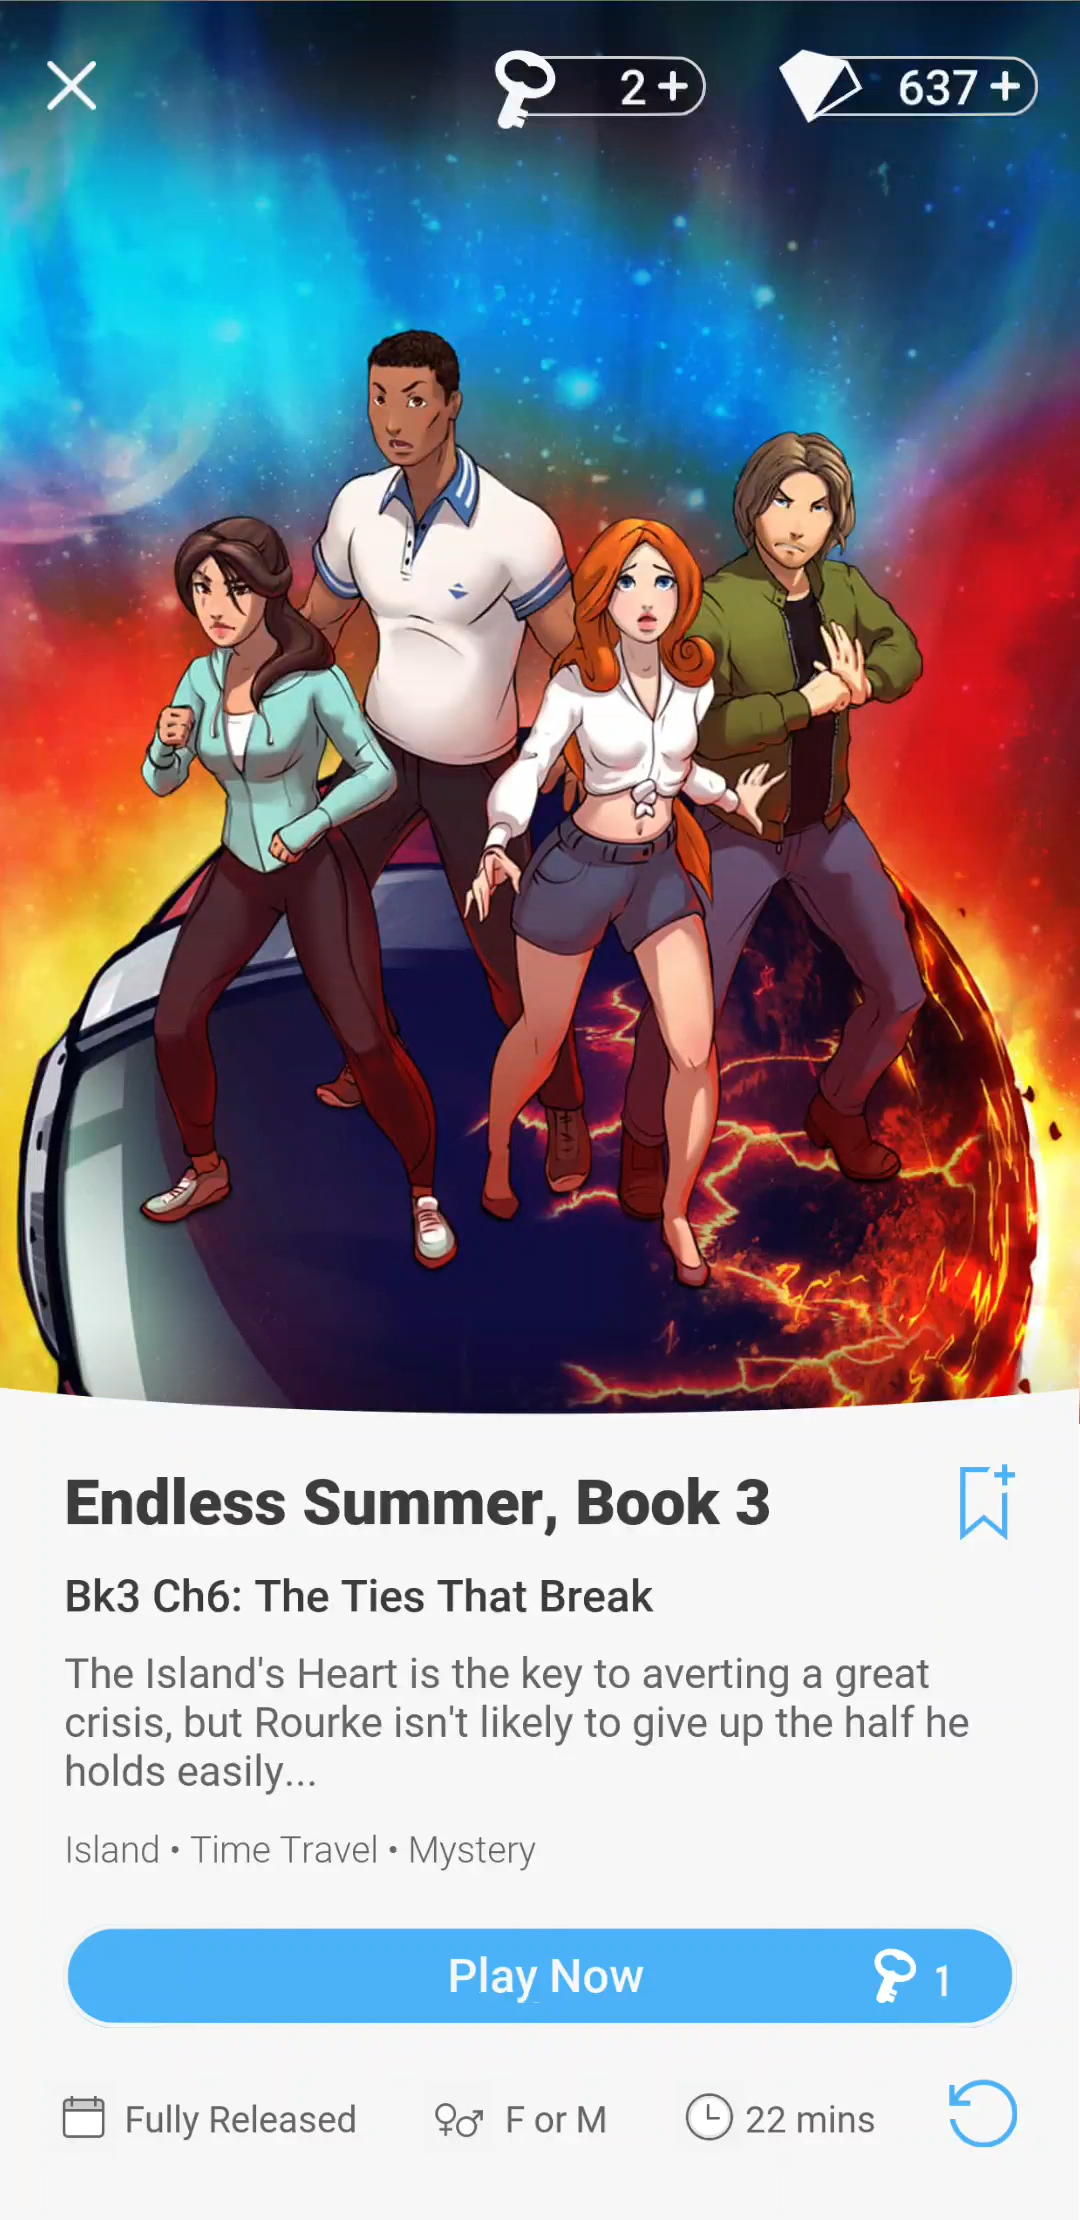 2 +
637 +
Endless Summer, Book 3
Bk3 Ch6: The Ties That Break
The Island's Heart is the key to averting a great
crisis, but Rourke isn't likely to give up the half he
holds easily...
Island • Time Travel • Mystery
Play Now 1
Fully Released F or M 22 mins